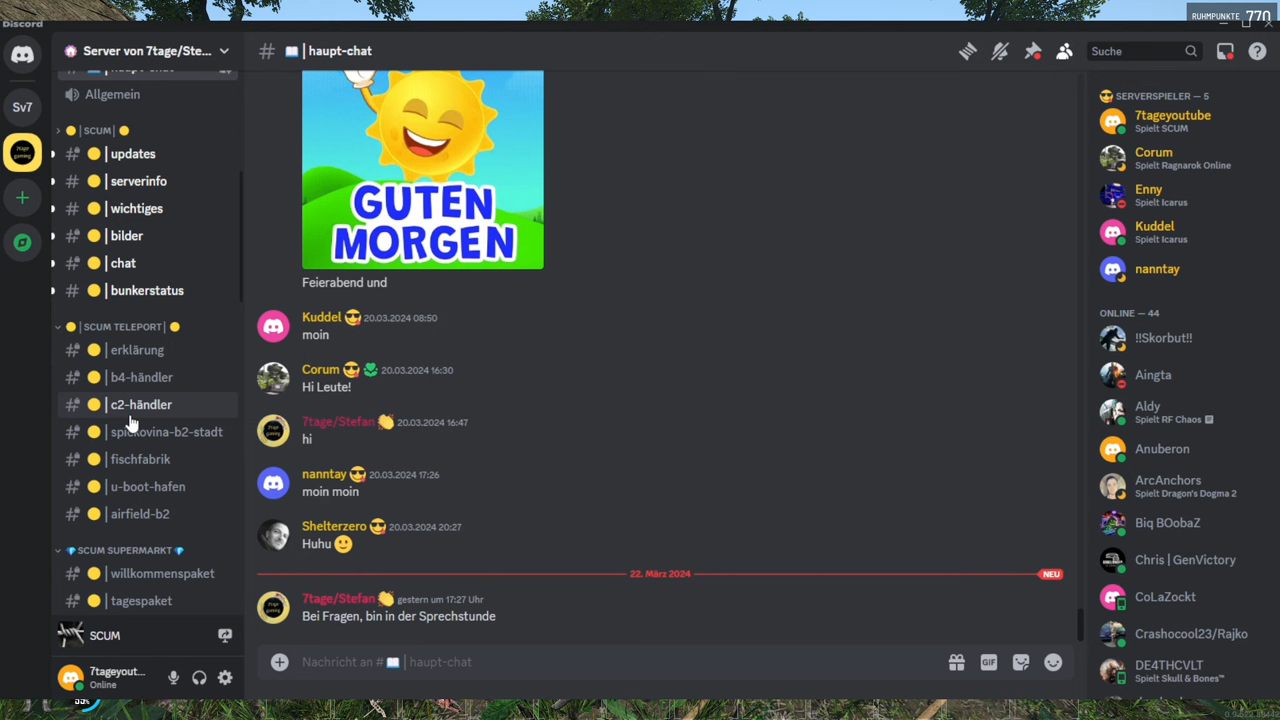 RUHMPUNKTE 770
Discord
Server von 7tage/Ste...
# 📖 | haupt-chat
Suche
Sv7
Allgemein
| SCUM |
| updates
| serverinfo
| wichtiges
| bilder
| chat
| bunkerstatus
| SCUM TELEPORT |
| erklärung
| b4-händler
| c2-händler
| spickovina-b2-stadt
| fischfabrik
| u-boot-hafen
| airfield-b2
💎SCUM SUPERMARKT💎
| willkommenspaket
| tagespaket
SCUM
7tageyout...
Online
GUTEN
MORGEN
Feierabend und
Kuddel 😎 20.03.2024 08:50
moin
Corum 😎 20.03.2024 16:30
Hi Leute!
7tage/Stefan 👏 20.03.2024 16:47
hi
nanntay 😎 20.03.2024 17:26
moin moin
Shelterzero 😎 20.03.2024 20:27
Huhu 🙂
22. März 2024 NEU
7tage/Stefan 👏 gestern um 17:27 Uhr
Bei Fragen, bin in der Sprechstunde
Nachricht an #📖 | haupt-chat
GIF
SERVERSPIELER — 5
7tageyoutube
Spielt SCUM
Corum
Spielt Ragnarok Online
Enny
Spielt Icarus
Kuddel
Spielt Icarus
nanntay
ONLINE — 44
!!Skorbut!!
Aingta
Aldy
Spielt RF Chaos
Anuberon
ArcAnchors
Spielt Dragon's Dogma 2
Biq BOobaZ
Chris | GenVictory
CoLaZockt
Crashocool23/Rajko
DE4THCVLT
Spielt Skull & Bones™